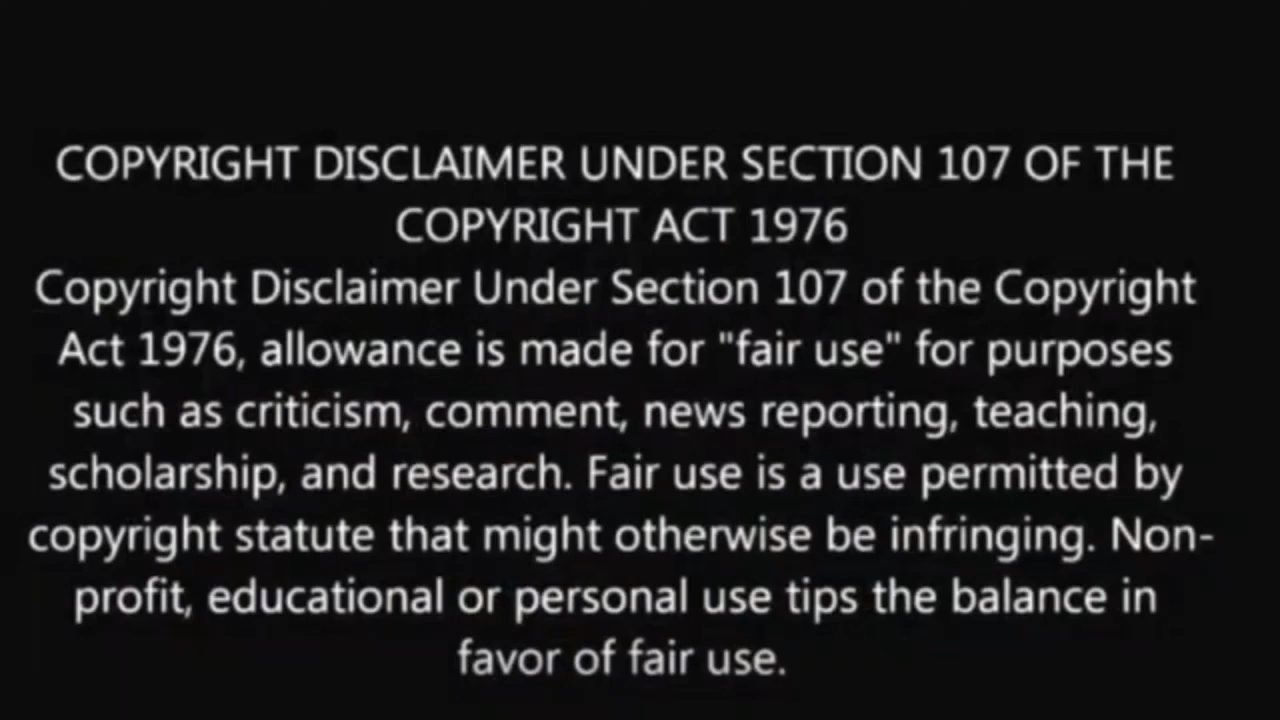 COPYRIGHT DISCLAIMER UNDER SECTION 107 OF THE
COPYRIGHT ACT 1976
Copyright Disclaimer Under Section 107 of the Copyright
Act 1976, allowance is made for "fair use" for purposes
such as criticism, comment, news reporting, teaching,
scholarship, and research. Fair use is a use permitted by
copyright statute that might otherwise be infringing. Non-
profit, educational or personal use tips the balance in
favor of fair use.